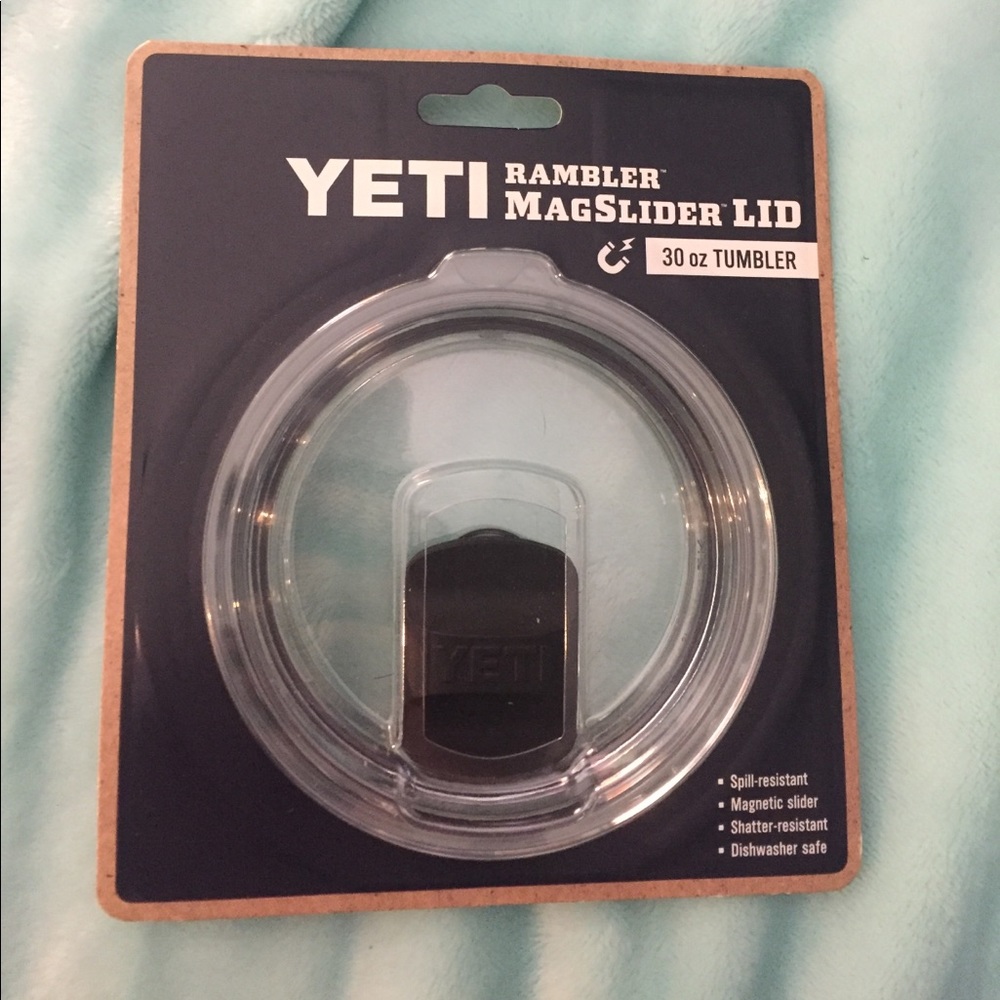 YETI RAMBLER™
MAGSLIDER™ LID
30 oz TUMBLER
YETI
▪ Spill-resistant
▪ Magnetic slider
▪ Shatter-resistant
▪ Dishwasher safe